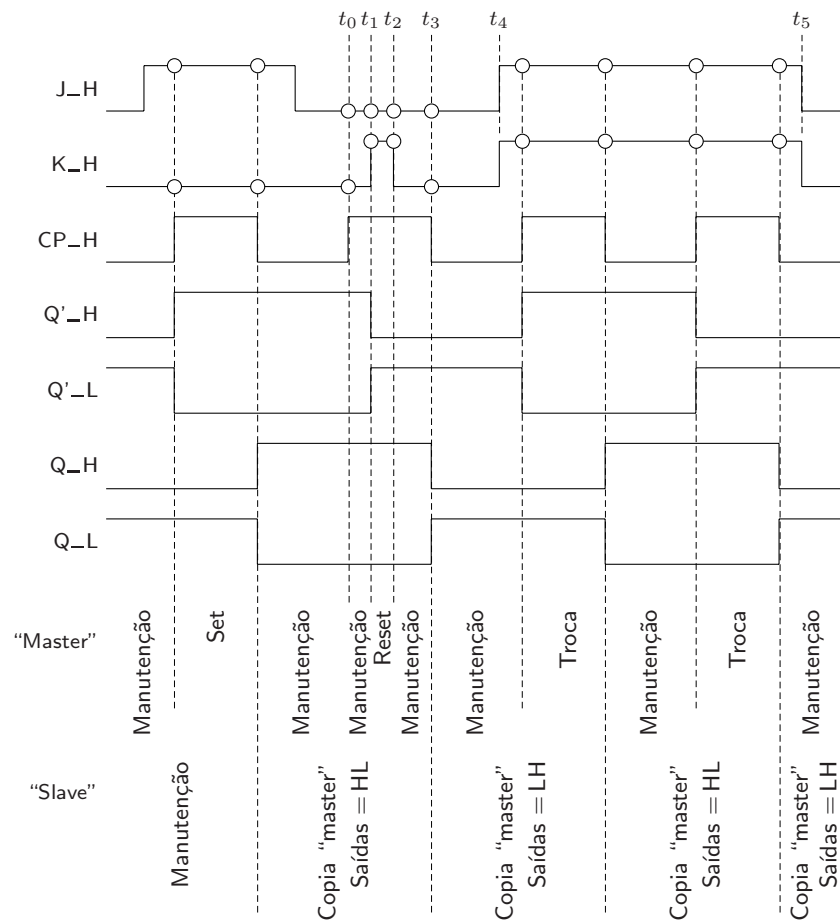 t₀ t₁ t₂ t₃ t₄ t₅
J_H
K_H
CP_H
Q'_H
Q'_L
Q_H
Q_L
“Master”
Manutenção
Set
Manutenção
Manutenção
Reset
Manutenção
Manutenção
Troca
Manutenção
Troca
Manutenção
“Slave”
Manutenção
Copia “master”
Saídas = HL
Copia “master”
Saídas = LH
Copia “master”
Saídas = HL
Copia “master”
Saídas = LH